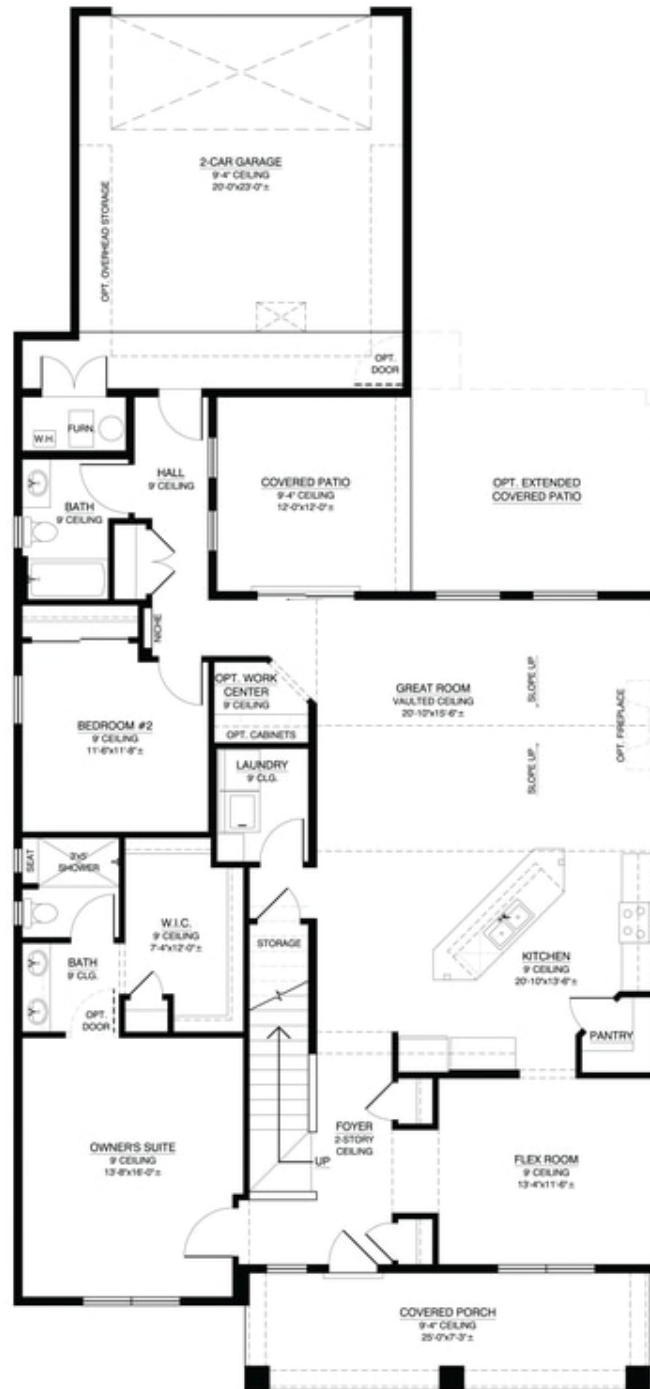 2-CAR GARAGE
9'-4" CEILING
20'-0"x23'-0"±
OPT. OVERHEAD STORAGE
OPT.
DOOR
W.H.
FURN.
HALL
9' CEILING
BATH
9' CEILING
COVERED PATIO
9'-4" CEILING
12'-0"x12'-0"±
OPT. EXTENDED
COVERED PATIO
NICHE
OPT. WORK
CENTER
9' CEILING
OPT. CABINETS
GREAT ROOM
VAULTED CEILING
20'-10"x15'-6"±
SLOPE UP
SLOPE UP
OPT. FIREPLACE
BEDROOM #2
9' CEILING
11'-6"x11'-8"±
LAUNDRY
9' CLG.
SEAT
3'x5'
SHOWER
W.I.C.
9' CEILING
7'-4"x12'-0"±
STORAGE
BATH
9' CLG.
OPT.
DOOR
KITCHEN
9' CEILING
20'-10"x13'-6"±
PANTRY
OWNER'S SUITE
9' CEILING
13'-8"x16'-0"±
FOYER
2-STORY
CEILING
UP
FLEX ROOM
9' CEILING
13'-4"x11'-6"±
COVERED PORCH
9'-4" CEILING
25'-0"x7'-3"±